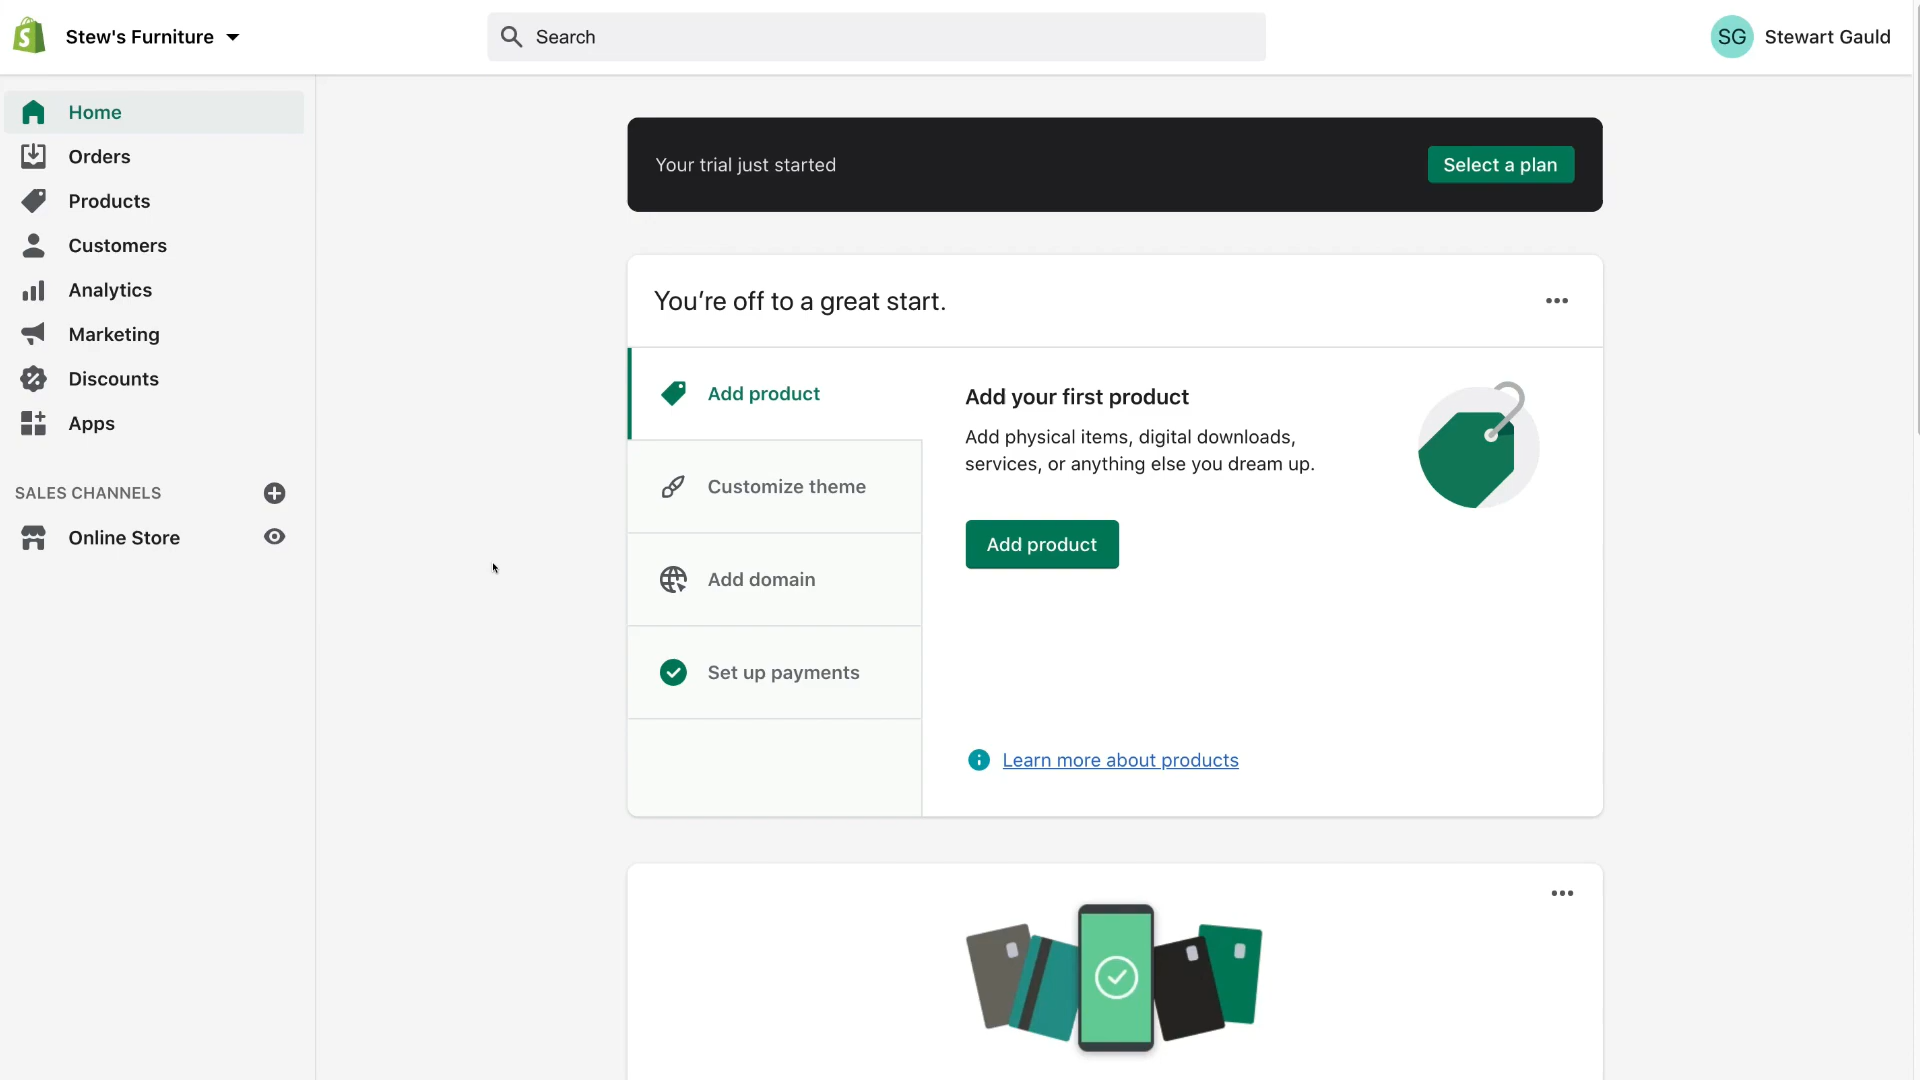 Stew's Furniture
Search
SG
Stewart Gauld
Home
Orders
Products
Customers
Analytics
Marketing
Discounts
Apps
SALES CHANNELS
Online Store
Your trial just started
Select a plan
You’re off to a great start.
Add product
Customize theme
Add domain
Set up payments
Add your first product
Add physical items, digital downloads,
services, or anything else you dream up.
Add product
Learn more about products